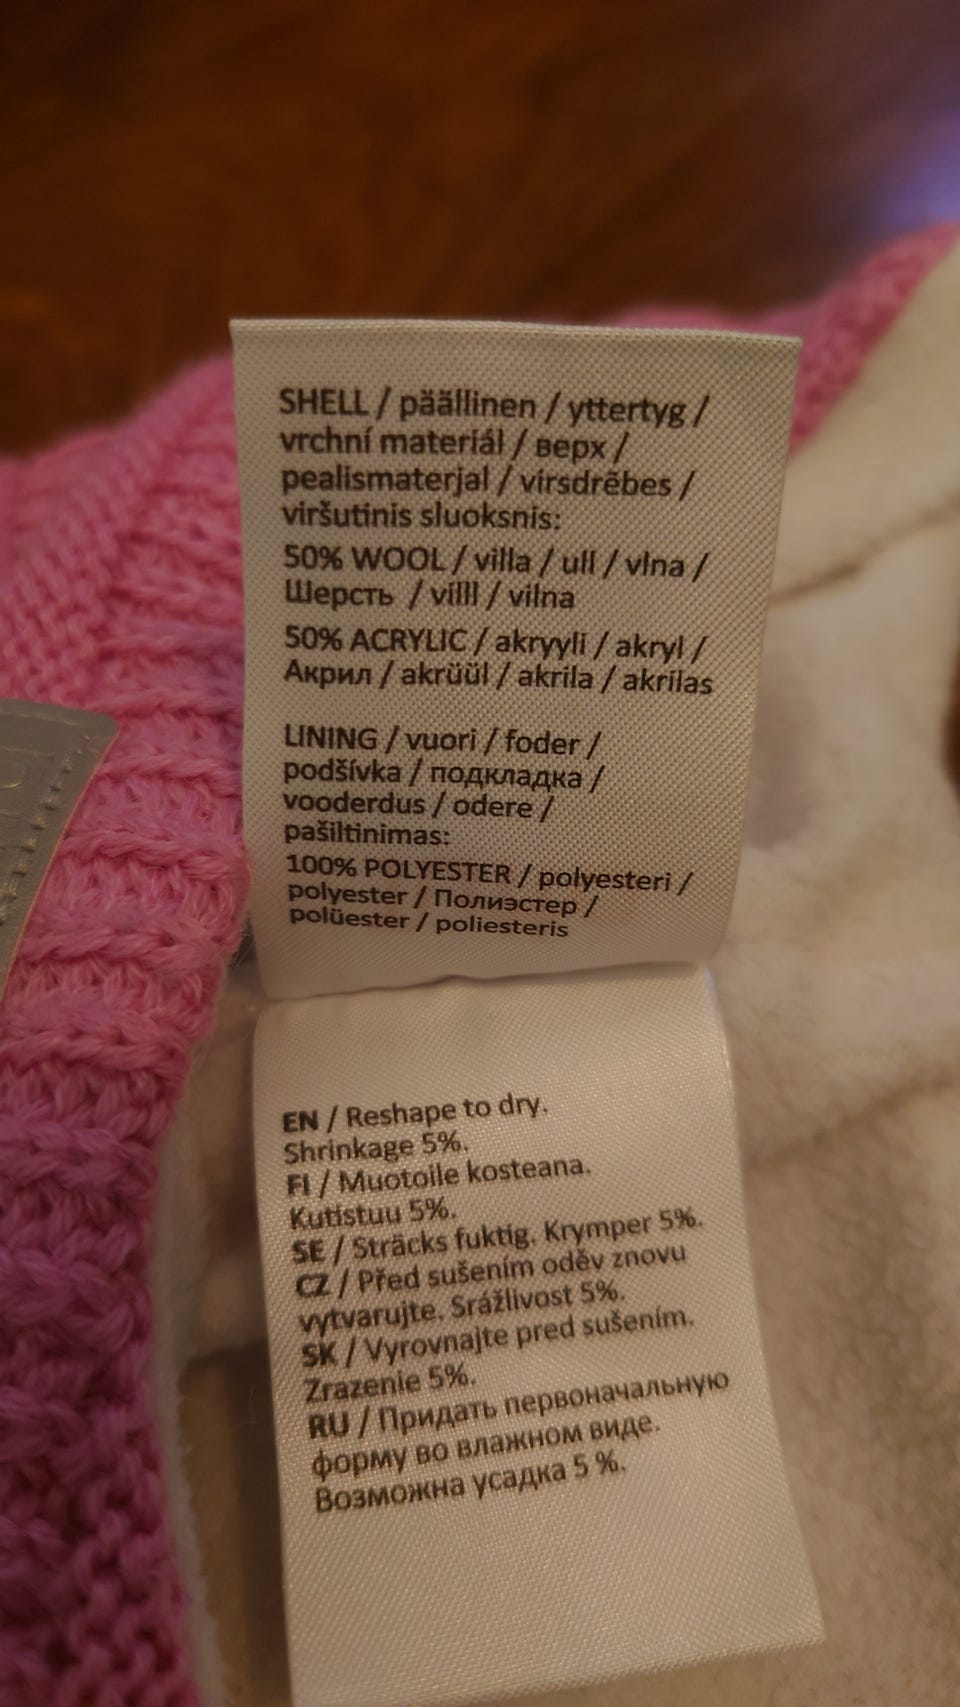 SHELL / päällinen / yttertyg /
vrchní materiál / верх /
pealismaterjal / virsdrēbes /
viršutinis sluoksnis:
50% WOOL / villa / ull / vlna /
Шерсть / villl / vilna
50% ACRYLIC / akryyli / akryl /
Акрил / akrüül / akrila / akrilas
LINING / vuori / foder /
podšívka / подкладка /
vooderdus / odere /
pašiltinimas:
100% POLYESTER / polyesteri /
polyester / Полиэстер /
polüester / poliesteris
EN / Reshape to dry.
Shrinkage 5%.
FI / Muotoile kosteana.
Kutistuu 5%.
SE / Sträcks fuktig. Krymper 5%.
CZ / Před sušením oděv znovu
vytvarujte. Srážlivost 5%.
SK / Vyrovnajte pred sušením.
Zrazenie 5%.
RU / Придать первоначальную
форму во влажном виде.
Возможна усадка 5 %.